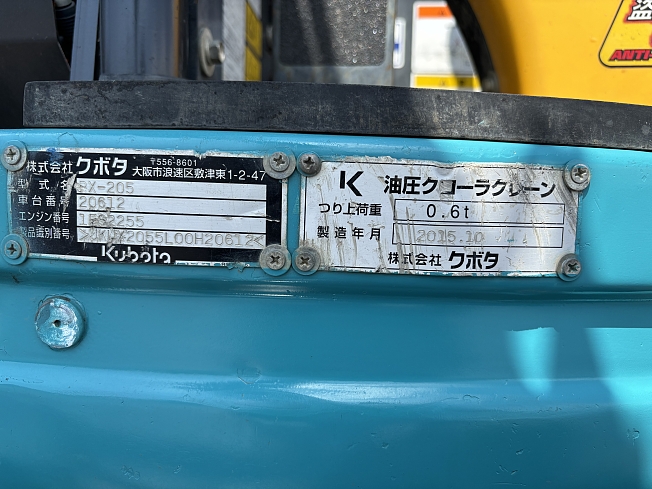 株式会社 クボタ 〒556-8601
大阪市浪速区敷津東1-2-47
型式名 RX-205
車台番号 20612
エンジン番号
製品識別番号
Kubota
K 油圧クローラクレーン
つり上荷重 0.6t
製造年月 2015.10
株式会社 クボタ
盗
ANTI-